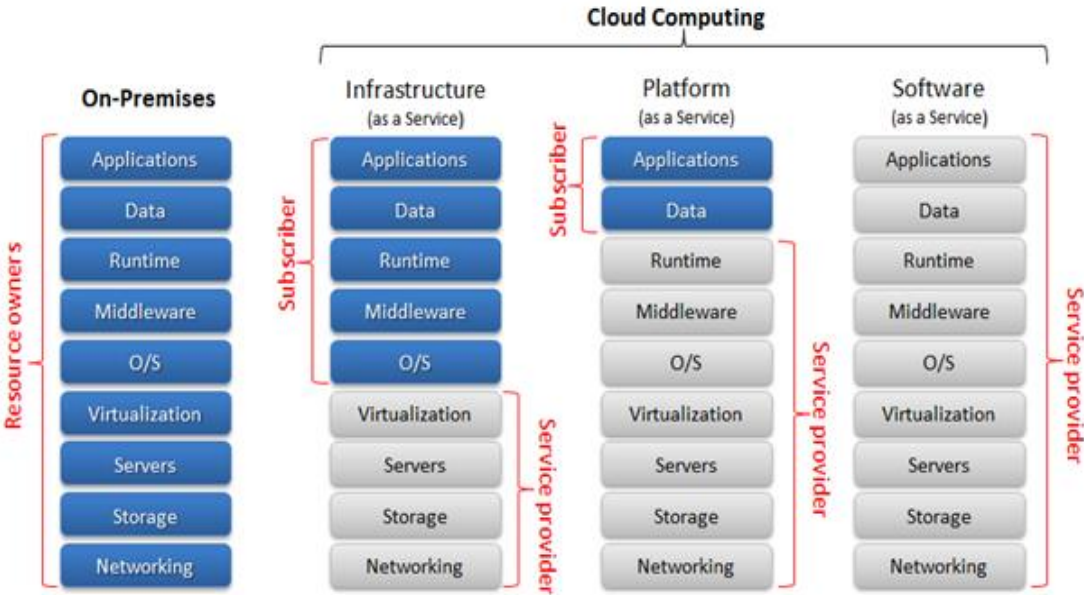 Cloud Computing
On-Premises
Resource owners
Applications
Data
Runtime
Middleware
O/S
Virtualization
Servers
Storage
Networking
Infrastructure
(as a Service)
Subscriber
Applications
Data
Runtime
Middleware
O/S
Virtualization
Servers
Storage
Networking
Service provider
Platform
(as a Service)
Subscriber
Applications
Data
Runtime
Middleware
O/S
Virtualization
Servers
Storage
Networking
Service provider
Software
(as a Service)
Applications
Data
Runtime
Middleware
O/S
Virtualization
Servers
Storage
Networking
Service provider